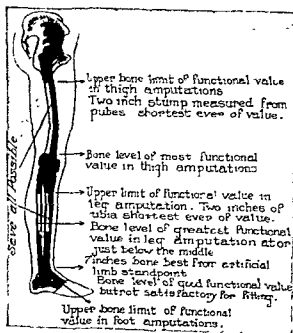 Upper bone limit of functional value
in thigh amputations
Two inch stump measured from
pubes shortest ever of value.
Bone level of most functional
value in thigh amputations
Upper limit of functional value in
leg amputation. Two inches of
tibia shortest ever of value.
Bone level of greatest functional
value in leg amputation at or
just below the middle
inches bone best from artificial
limb standpoint
Bone level of good functional value
but not satisfactory for fitting.
Upper bone limit of functional
value in foot amputations.
Save all Possible